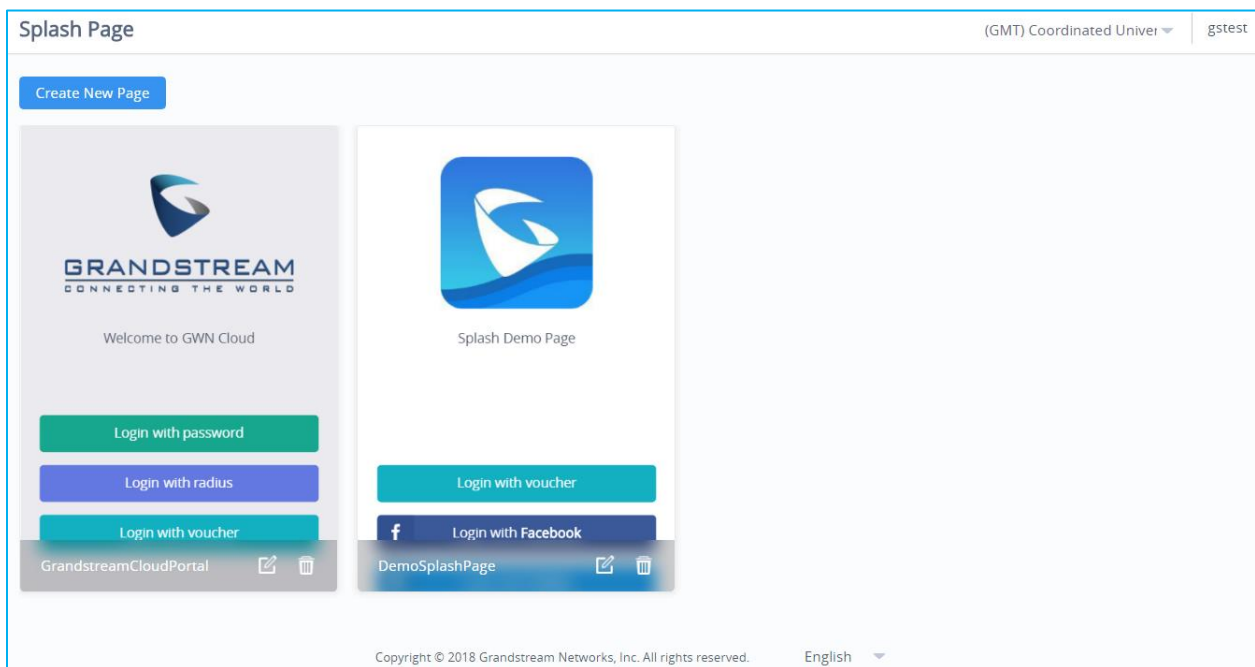 Splash Page
(GMT) Coordinated Univer
gstest
Create New Page
GRANDSTREAM
CONNECTING THE WORLD
Welcome to GWN Cloud
Login with password
Login with radius
Login with voucher
GrandstreamCloudPortal
Splash Demo Page
Login with voucher
f Login with Facebook
DemoSplashPage
Copyright © 2018 Grandstream Networks, Inc. All rights reserved.
English